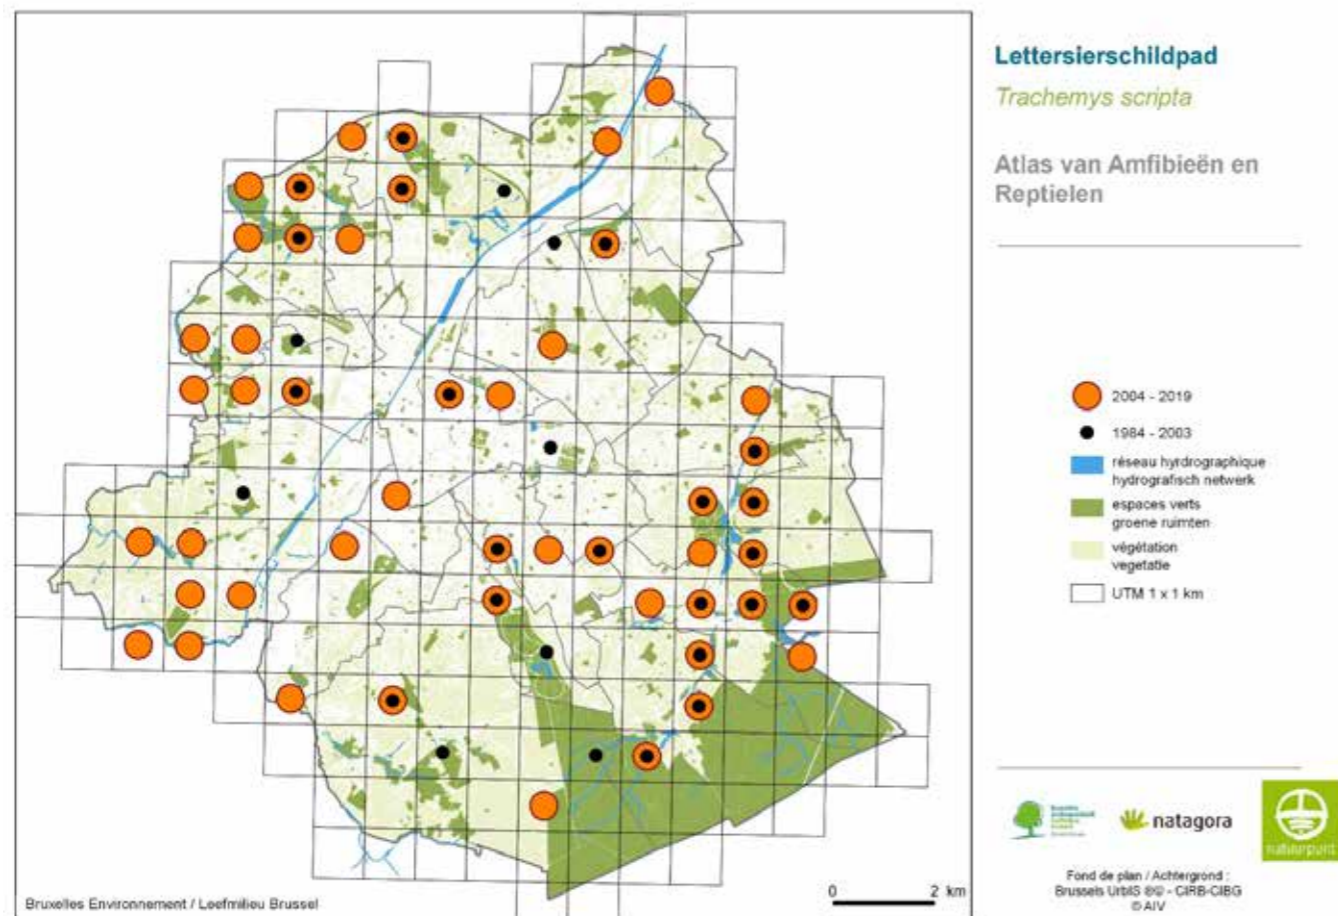 Lettersierschildpad
Trachemys scripta
Atlas van Amfibieën en
Reptielen
2004 - 2019
1984 - 2003
réseau hyrdrographique
hydrografisch netwerk
espaces verts
groene ruimten
végétation
vegetatie
UTM 1 x 1 km
natagora
natuurpunt
Fond de plan / Achtergrond :
Brussels UrbIS ®© - CIRB-CIBG
© AIV
0 2 km
Bruxelles Environnement / Leefmilieu Brussel